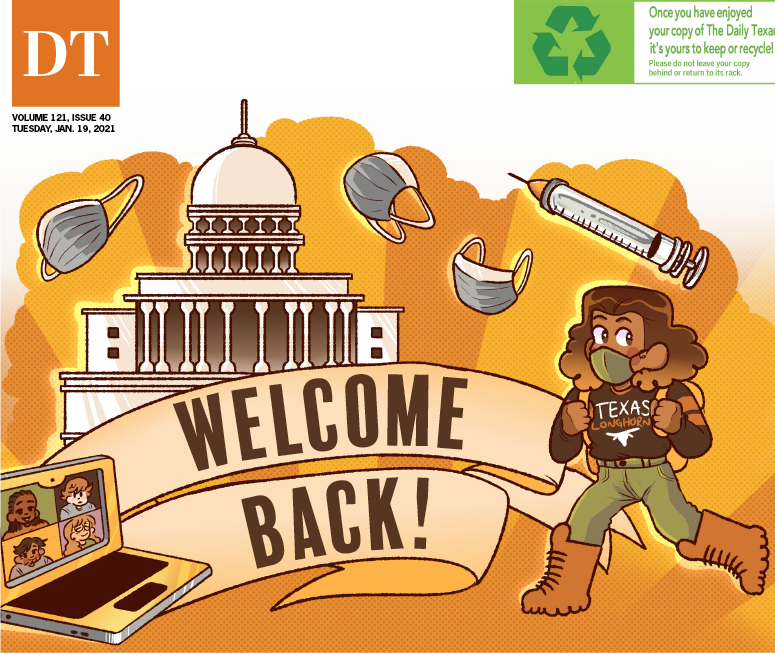 DT
VOLUME 121, ISSUE 40
TUESDAY, JAN. 19, 2021
Once you have enjoyed
your copy of The Daily
it's yours to keep or recycle!
Please do not leave your copy
behind or return to its rack.
WELCOME
BACK!
TEXAS
LONGHORN